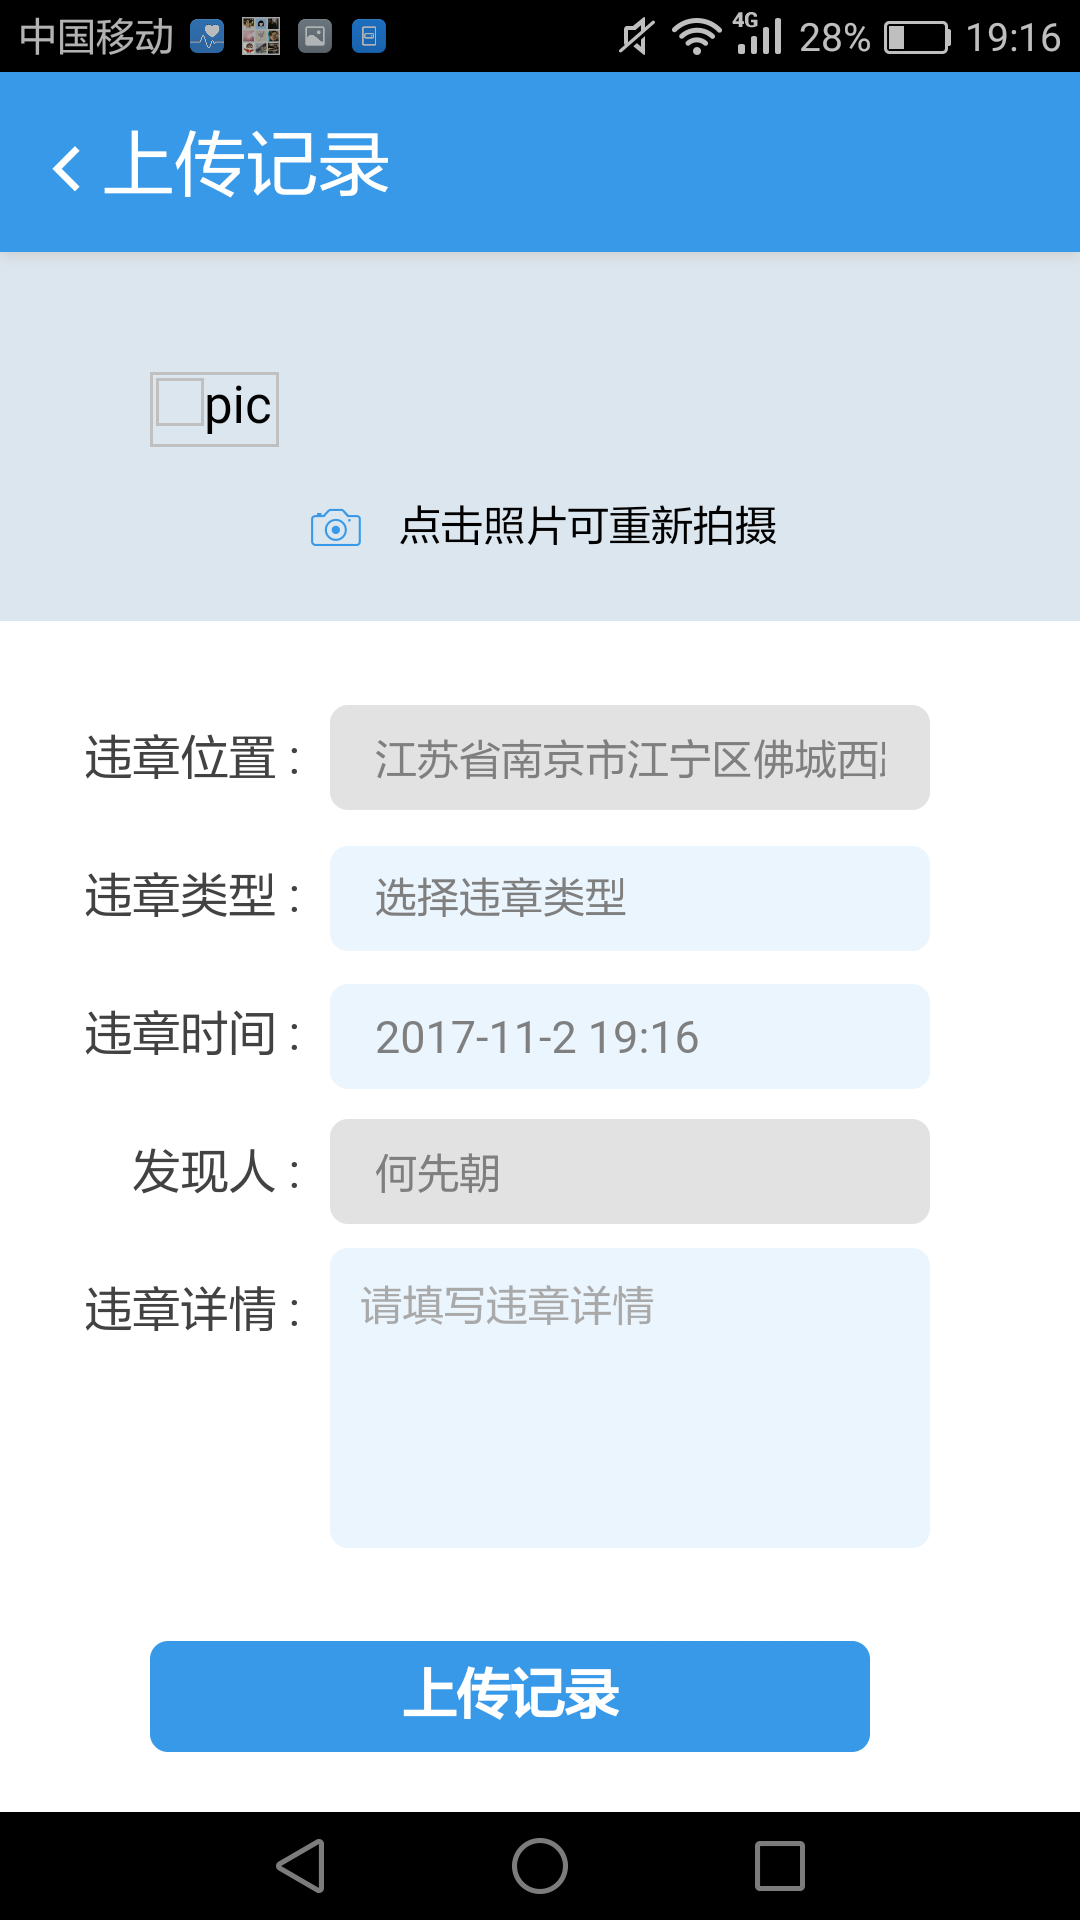 中国移动 4G 28% 19:16
上传记录
pic
点击照片可重新拍摄
违章位置： 江苏省南京市江宁区佛城西
违章类型： 选择违章类型
违章时间： 2017-11-2 19:16
发现人： 何先朝
违章详情： 请填写违章详情
上传记录